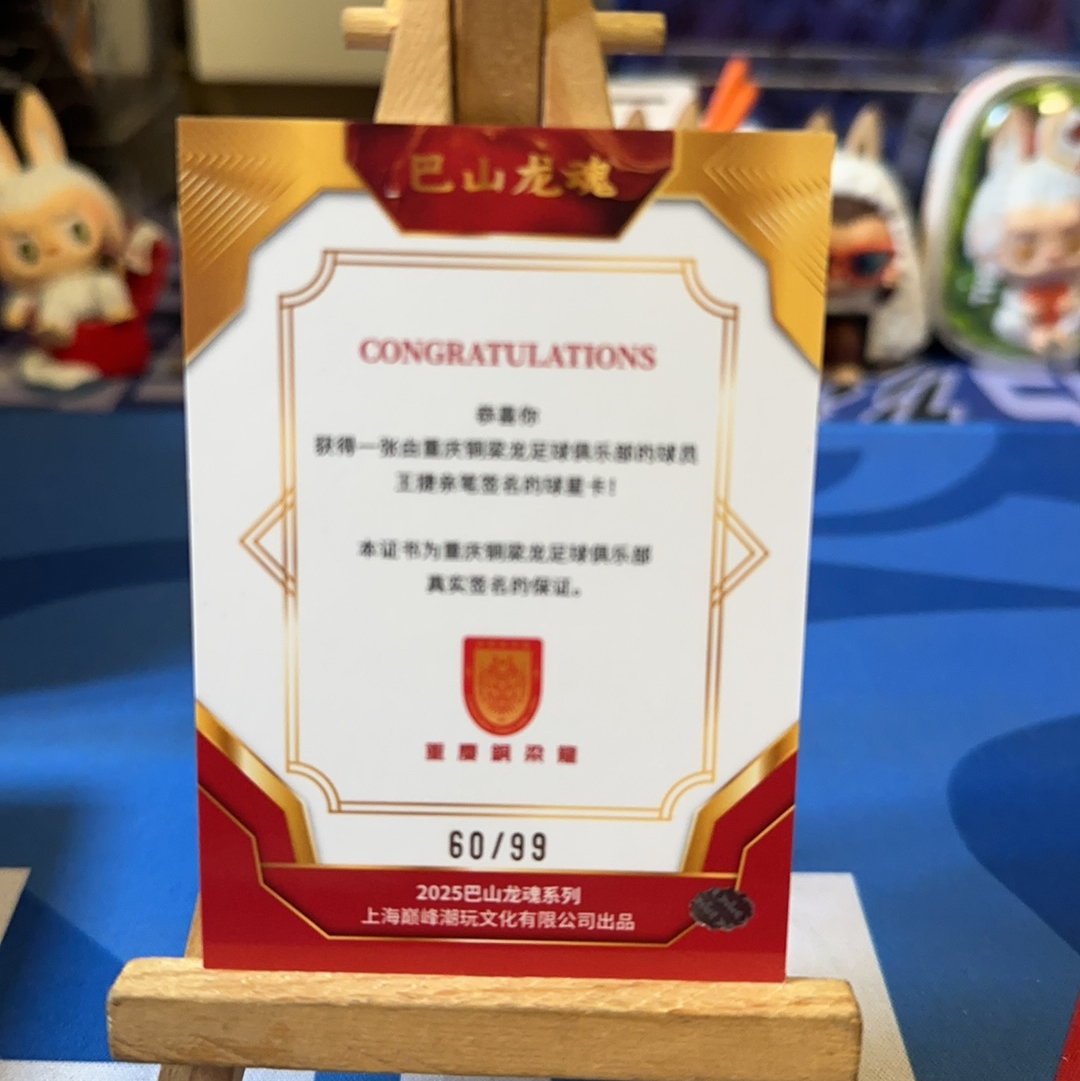 巴山龙魂
CONGRATULATIONS
恭喜你
获得一张由重庆铜梁龙足球俱乐部的球员
王捷亲笔签名的球星卡!
本证书为重庆铜梁龙足球俱乐部
真实签名的保证。
重慶銅梁龍
60/99
2025巴山龙魂系列
上海巅峰潮玩文化有限公司出品